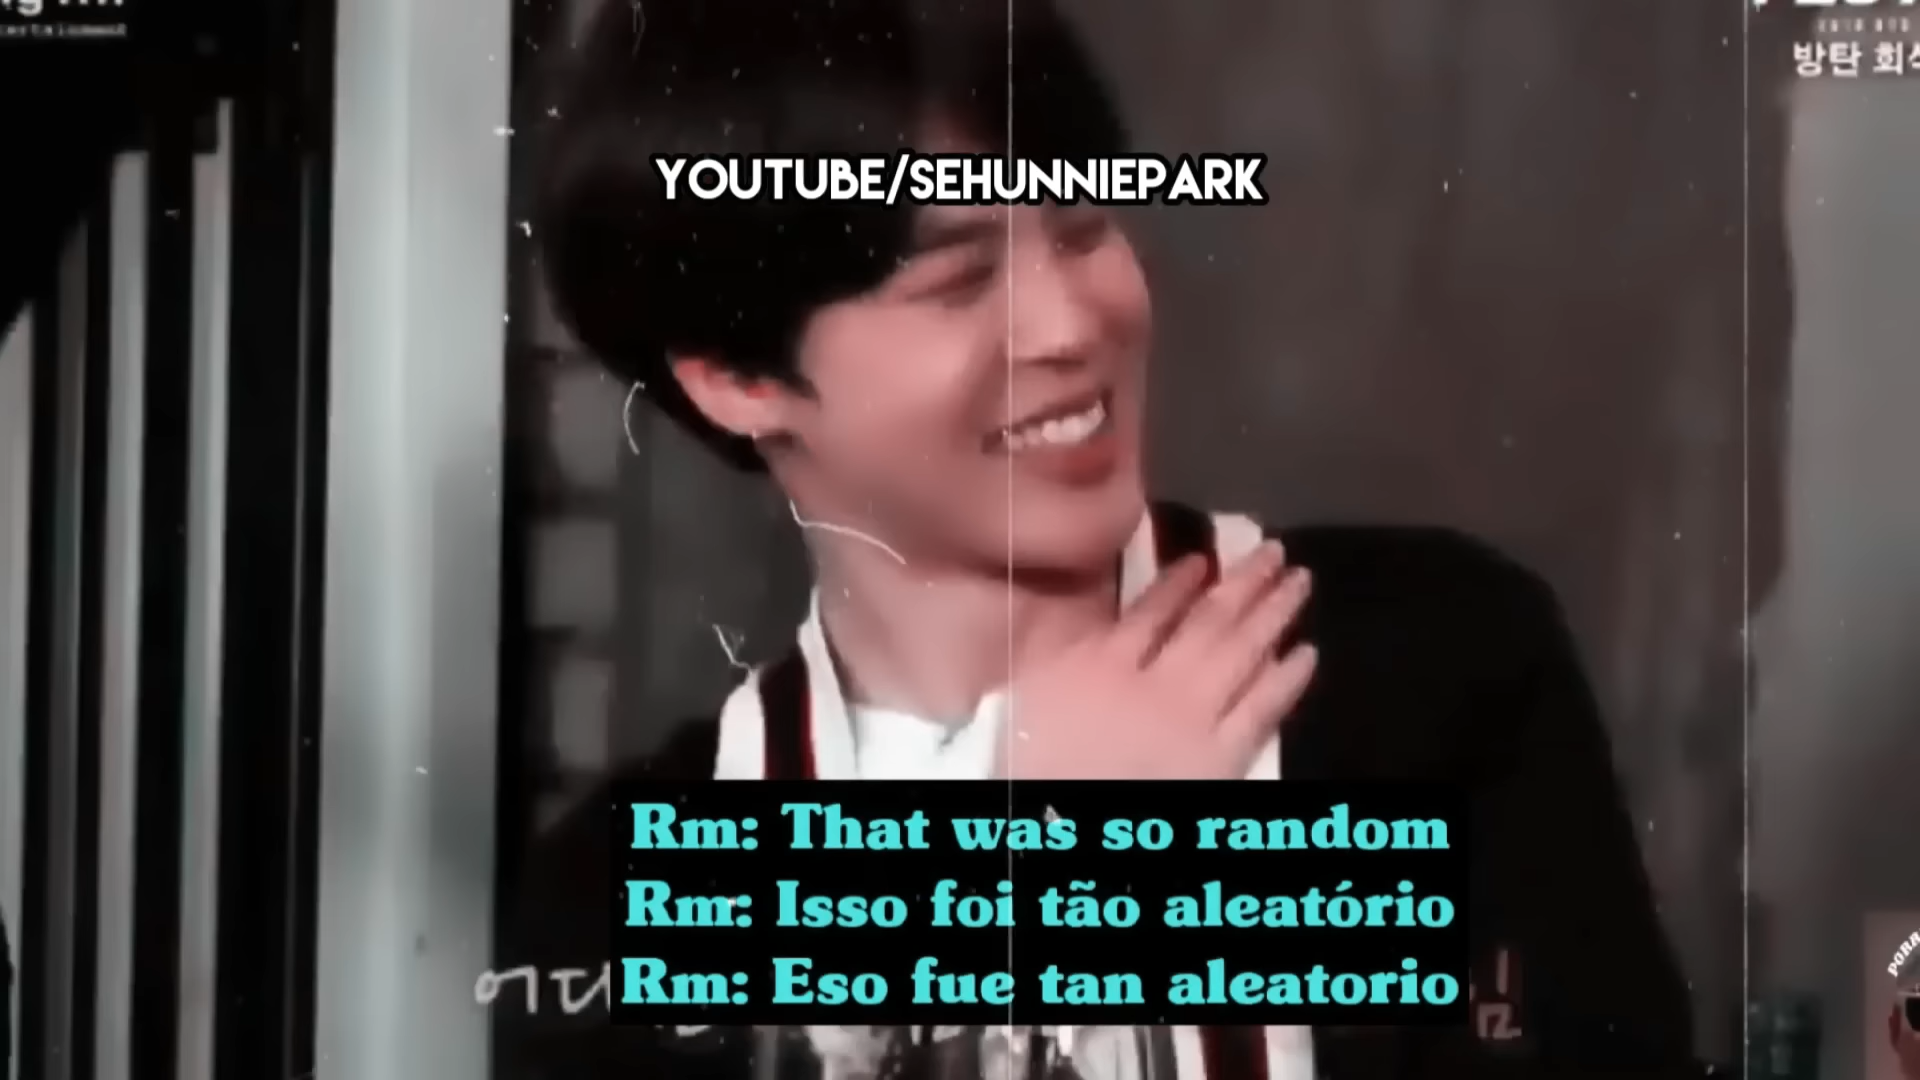 방탄
YOUTUBE/SEHUNNIEPARK
Rm: That was so random
Rm: Isso foi tão aleatório
Rm: Eso fue tan aleatorio